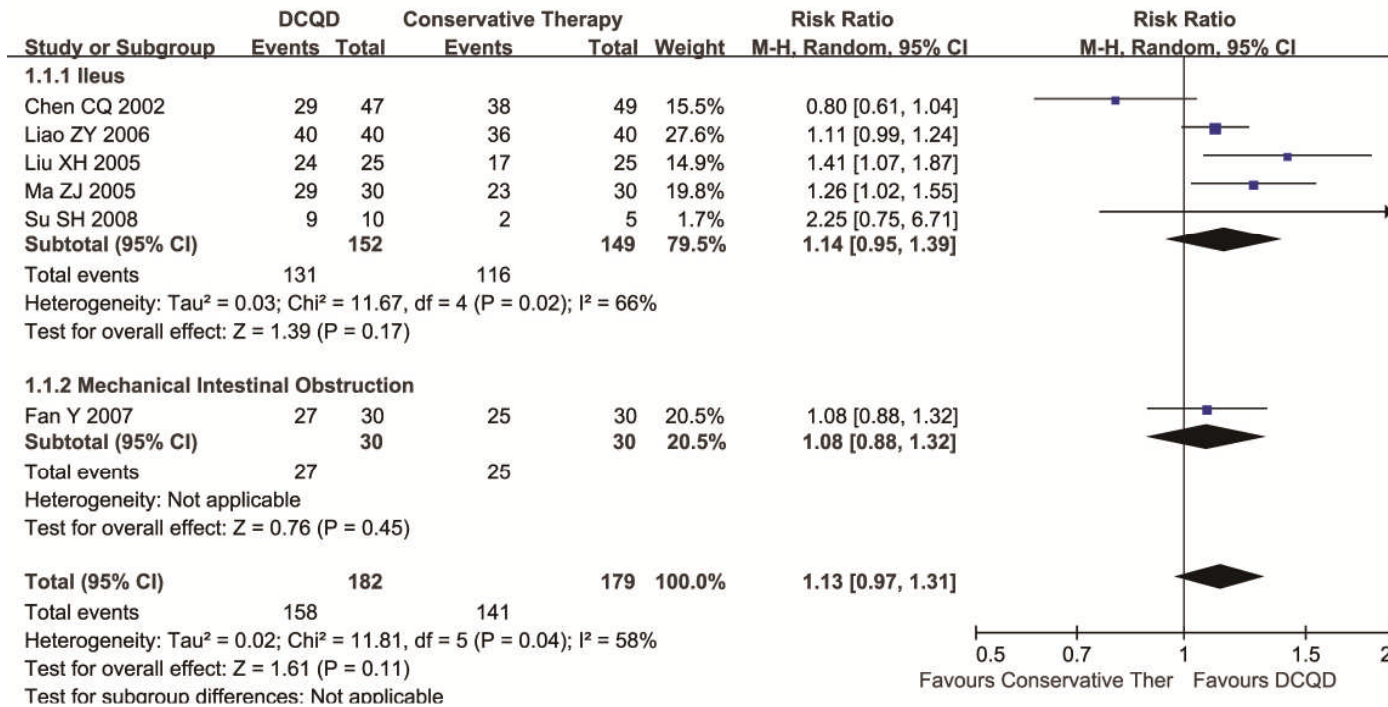 DCQD Conservative Therapy Risk Ratio Risk Ratio
Study or Subgroup Events Total Events Total Weight M-H, Random, 95% CI M-H, Random, 95% CI
1.1.1 Ileus
Chen CQ 2002 29 47 38 49 15.5% 0.80 [0.61, 1.04]
Liao ZY 2006 40 40 36 40 27.6% 1.11 [0.99, 1.24]
Liu XH 2005 24 25 17 25 14.9% 1.41 [1.07, 1.87]
Ma ZJ 2005 29 30 23 30 19.8% 1.26 [1.02, 1.55]
Su SH 2008 9 10 2 5 1.7% 2.25 [0.75, 6.71]
Subtotal (95% CI) 152 149 79.5% 1.14 [0.95, 1.39]
Total events 131 116
Heterogeneity: Tau² = 0.03; Chi² = 11.67, df = 4 (P = 0.02); I² = 66%
Test for overall effect: Z = 1.39 (P = 0.17)
1.1.2 Mechanical Intestinal Obstruction
Fan Y 2007 27 30 25 30 20.5% 1.08 [0.88, 1.32]
Subtotal (95% CI) 30 30 20.5% 1.08 [0.88, 1.32]
Total events 27 25
Heterogeneity: Not applicable
Test for overall effect: Z = 0.76 (P = 0.45)
Total (95% CI) 182 179 100.0% 1.13 [0.97, 1.31]
Total events 158 141
Heterogeneity: Tau² = 0.02; Chi² = 11.81, df = 5 (P = 0.04); I² = 58%
Test for overall effect: Z = 1.61 (P = 0.11)
Test for subgroup differences: Not applicable
0.5 0.7 1 1.5 2
Favours Conservative Ther Favours DCQD